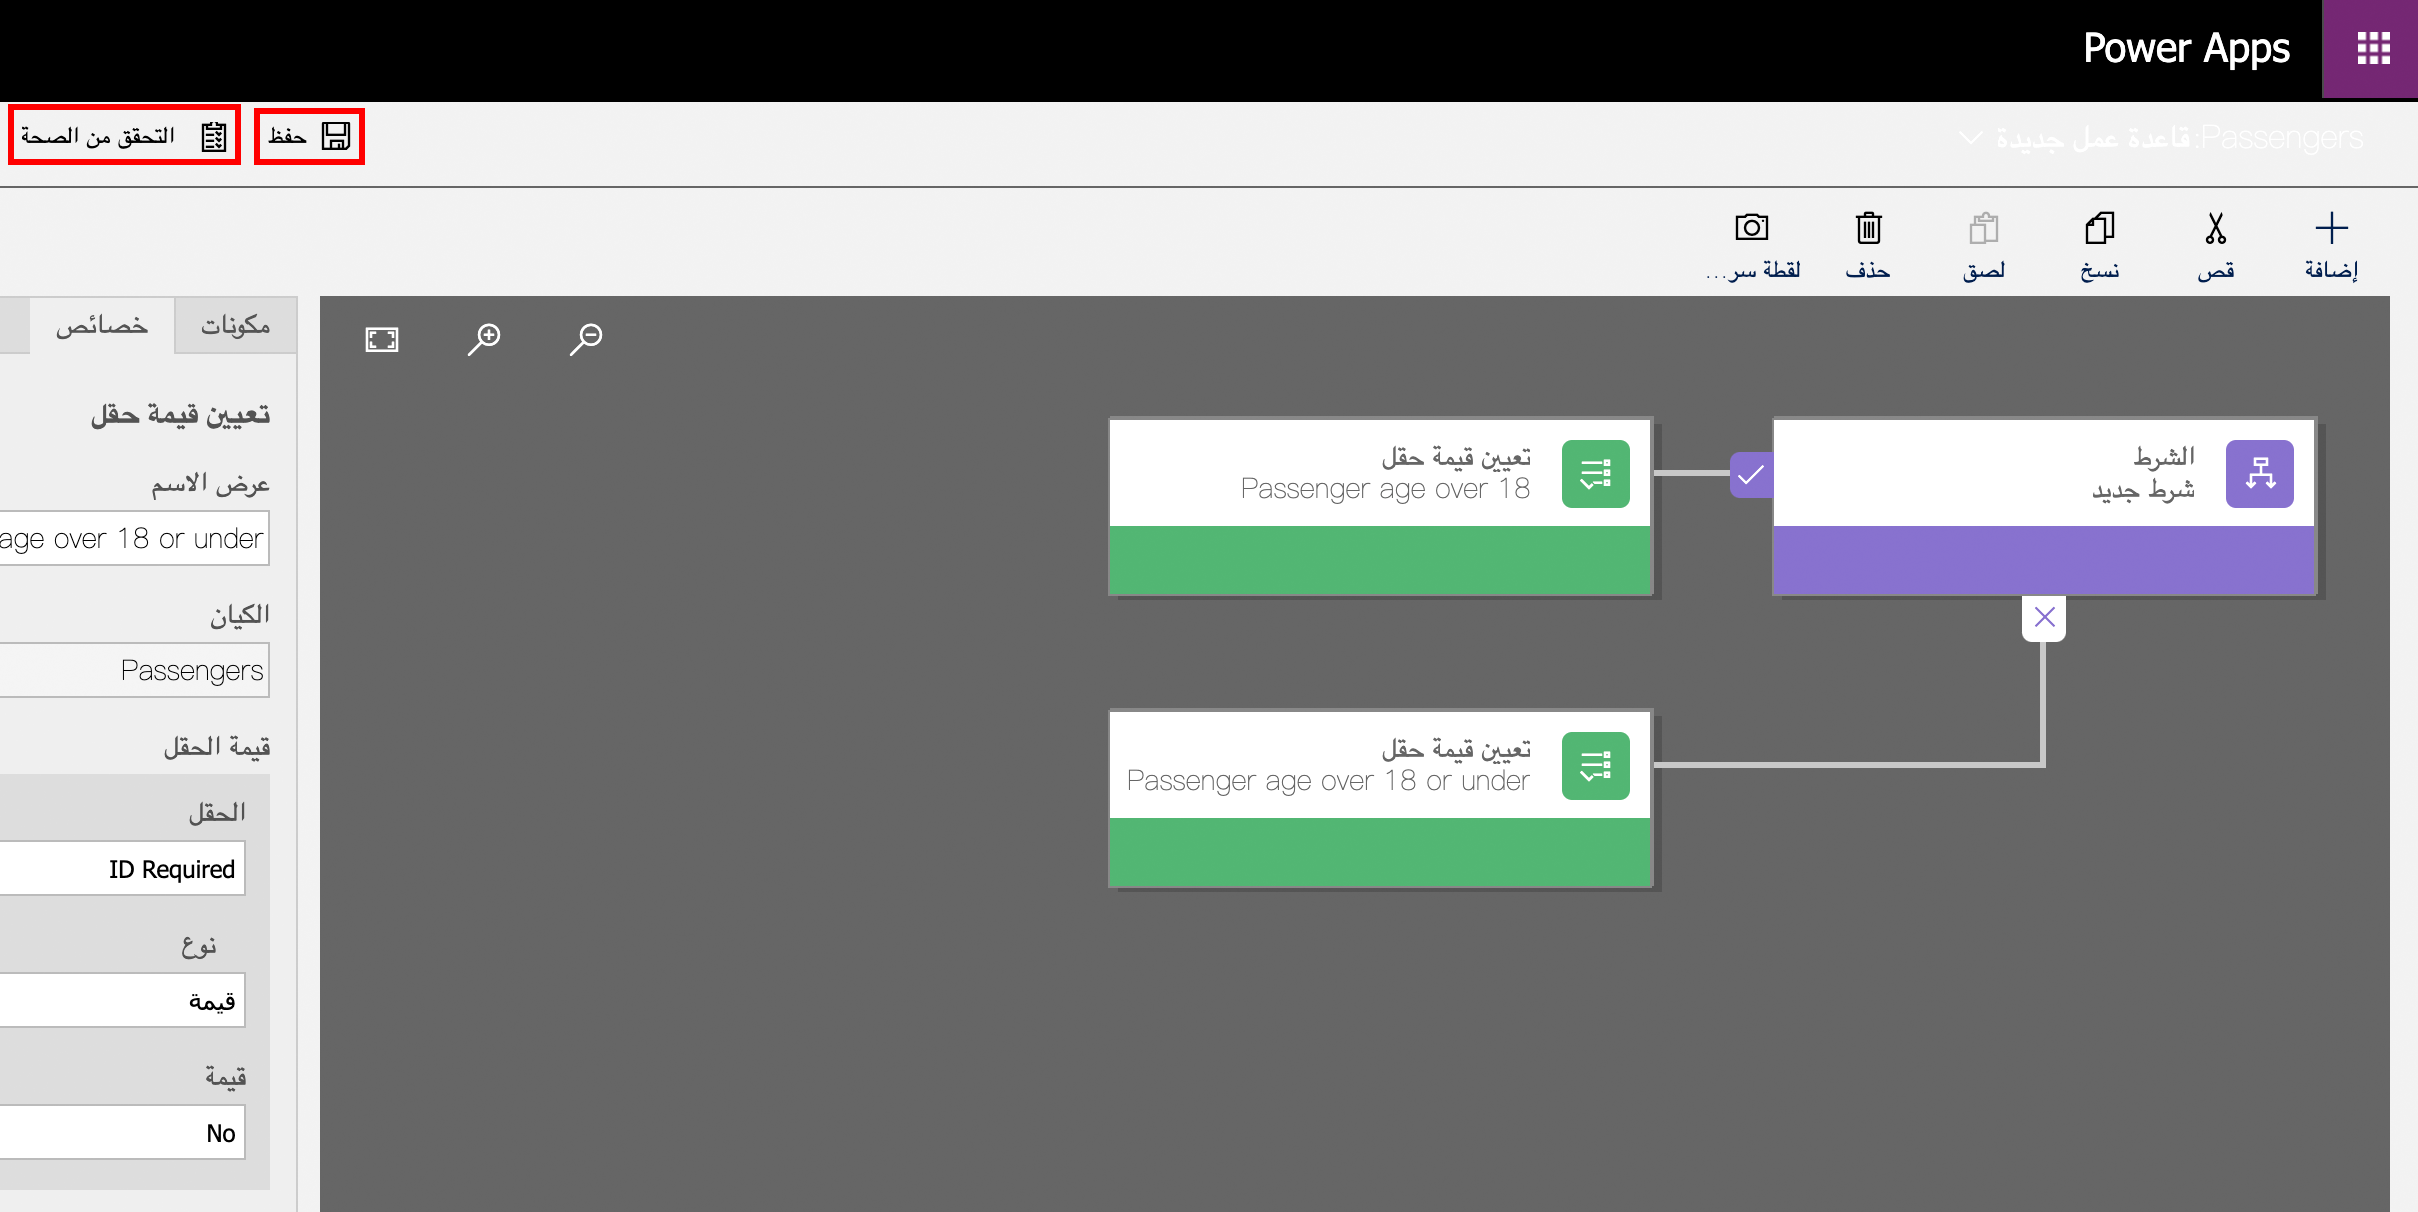 Power Apps
Passengers: قاعدة عمل جديدة
حفظ
التحقق من الصحة
إضافة
قص
نسخ
لصق
حذف
لقطة سر...
الشرط
شرط جديد
تعيين قيمة حقل
Passenger age over 18
تعيين قيمة حقل
Passenger age over 18 or under
مكونات
خصائص
تعيين قيمة حقل
عرض الاسم
age over 18 or under
الكيان
Passengers
قيمة الحقل
الحقل
ID Required
نوع
قيمة
قيمة
No